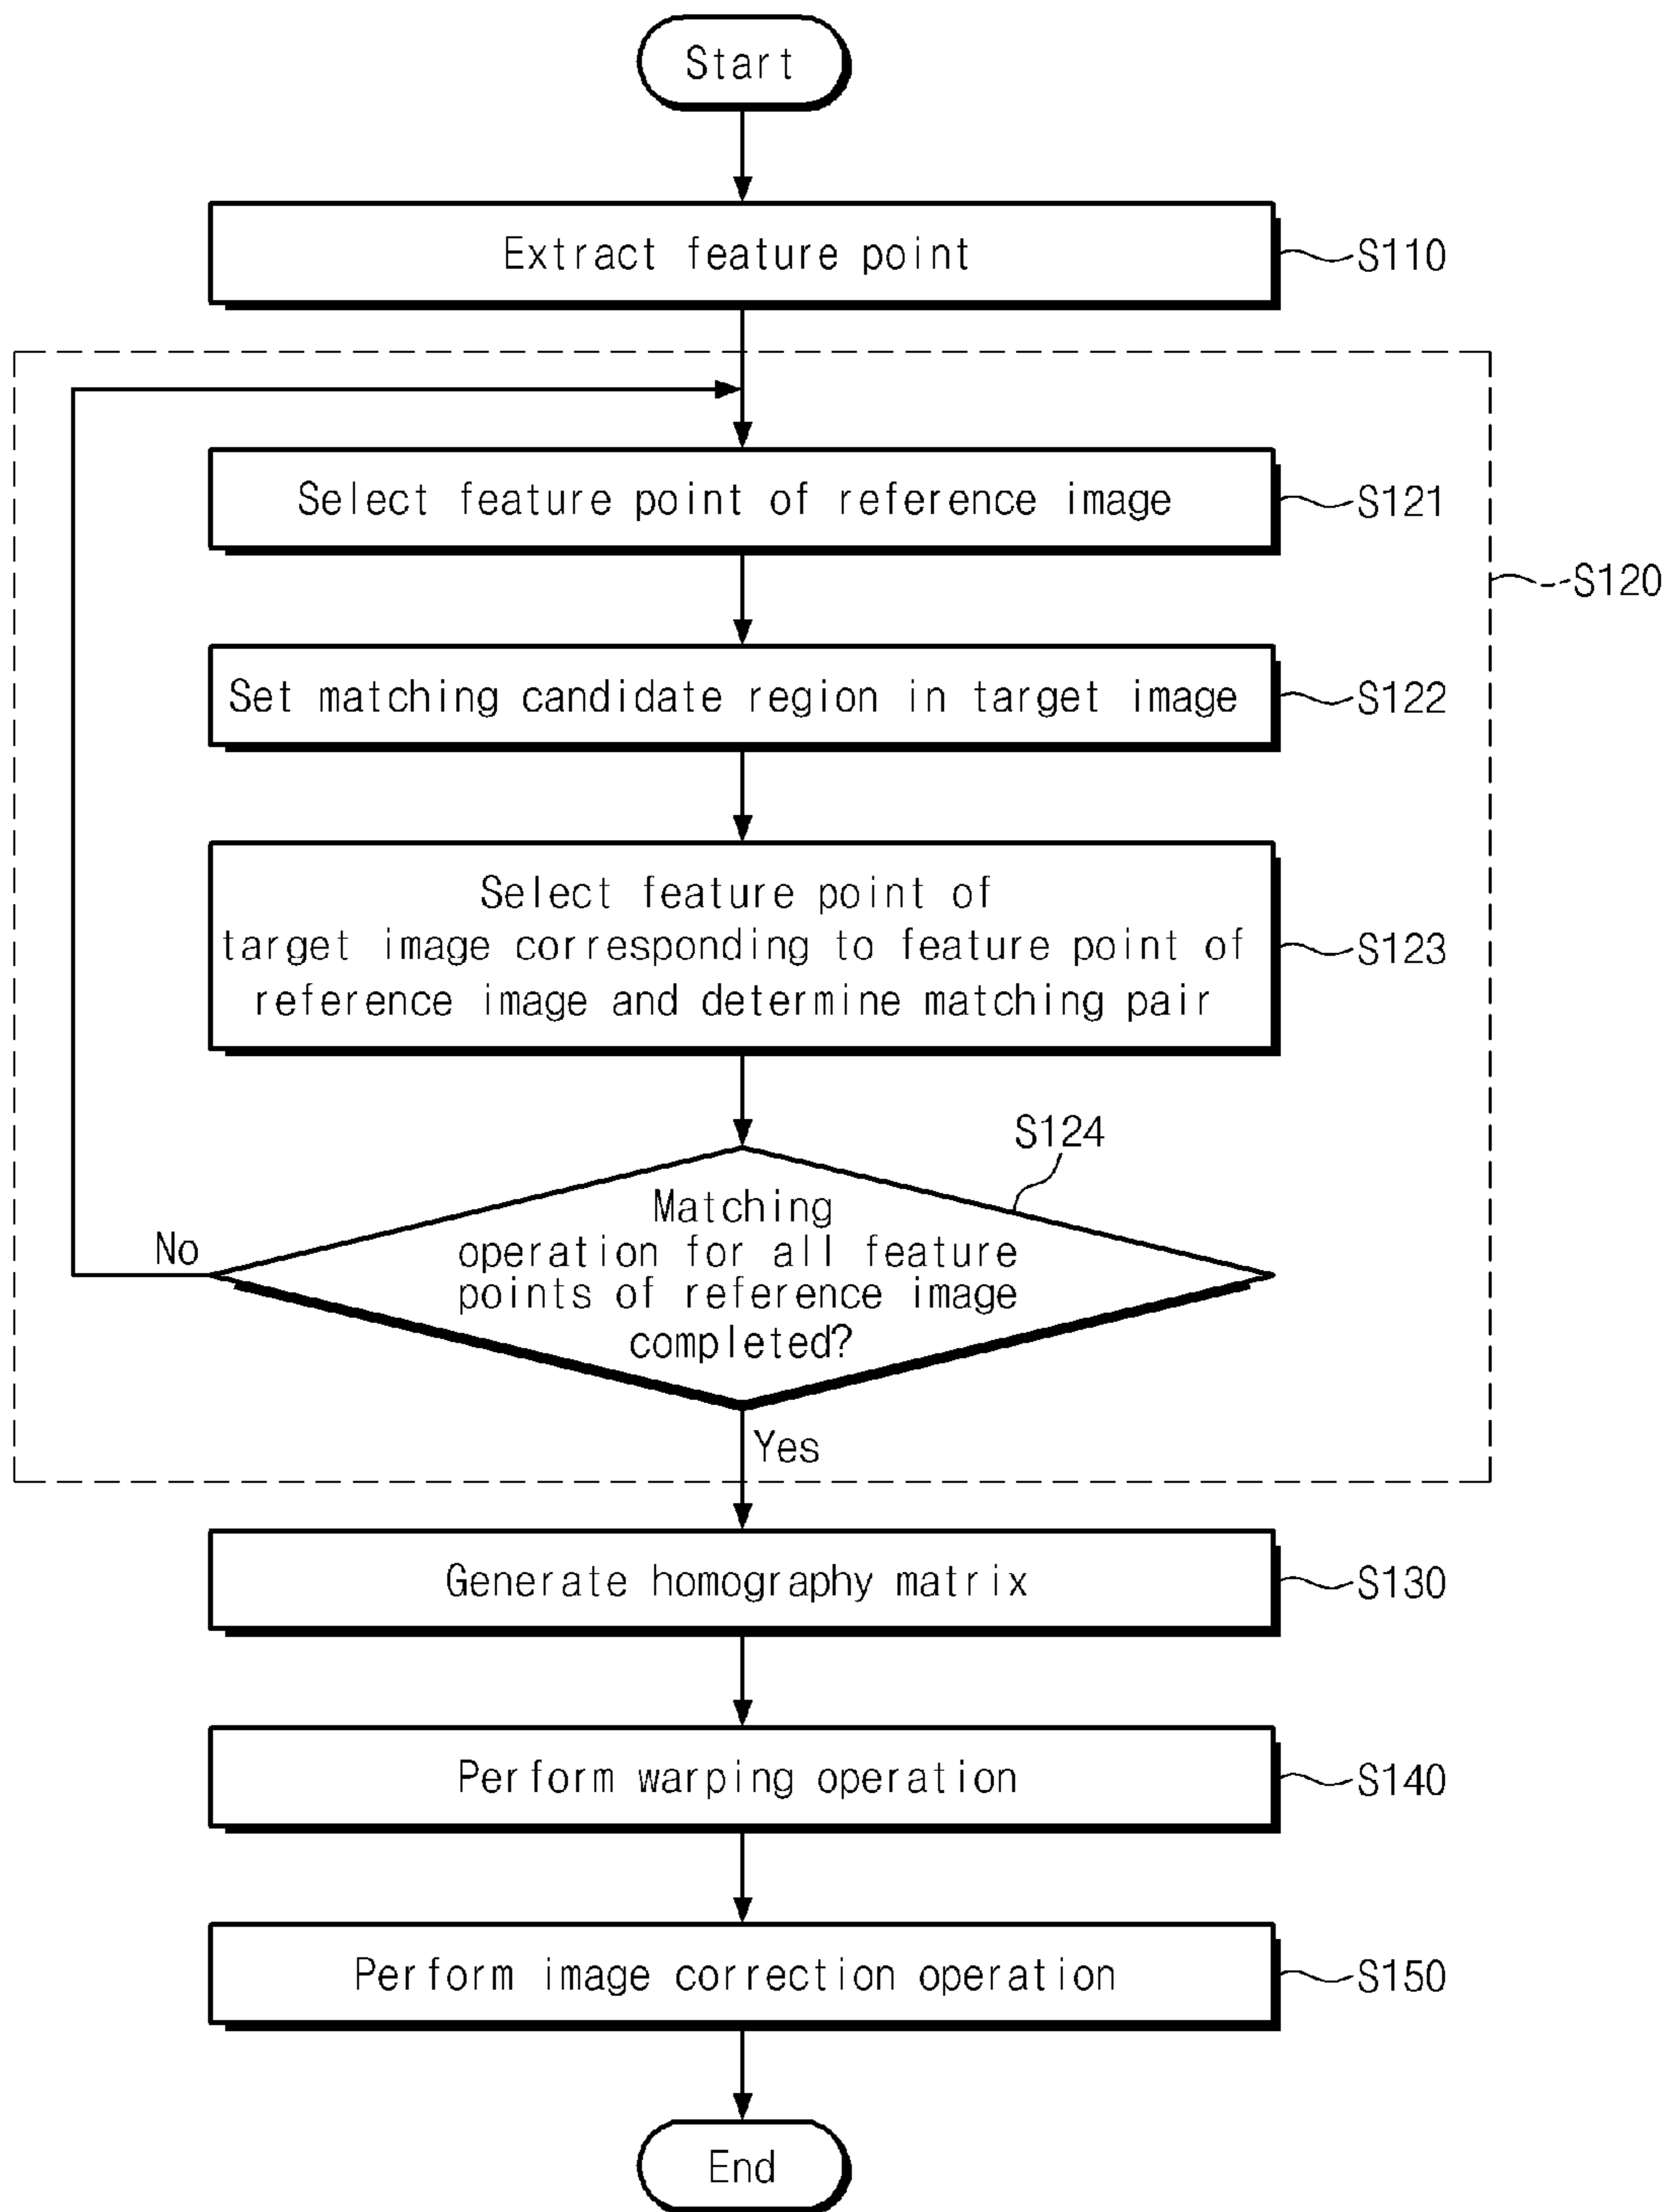 Start
Extract feature point
S110
Select feature point of reference image
S121
S120
Set matching candidate region in target image
S122
Select feature point of
target image corresponding to feature point of
reference image and determine matching pair
S123
S124
Matching
operation for all feature
points of reference image
completed?
No
Yes
Generate homography matrix
S130
Perform warping operation
S140
Perform image correction operation
S150
End